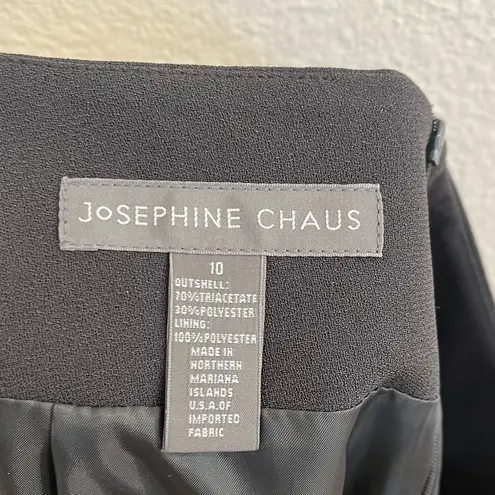 JoSEPHINE CHAUS
10
OUTSHELL:
70%TRIACETATE
30%POLYESTER
LINING:
100%POLYESTER
MADE IN
NORTHERN
MARIANA
ISLANDS
U.S.A.OF
IMPORTED
FABRIC